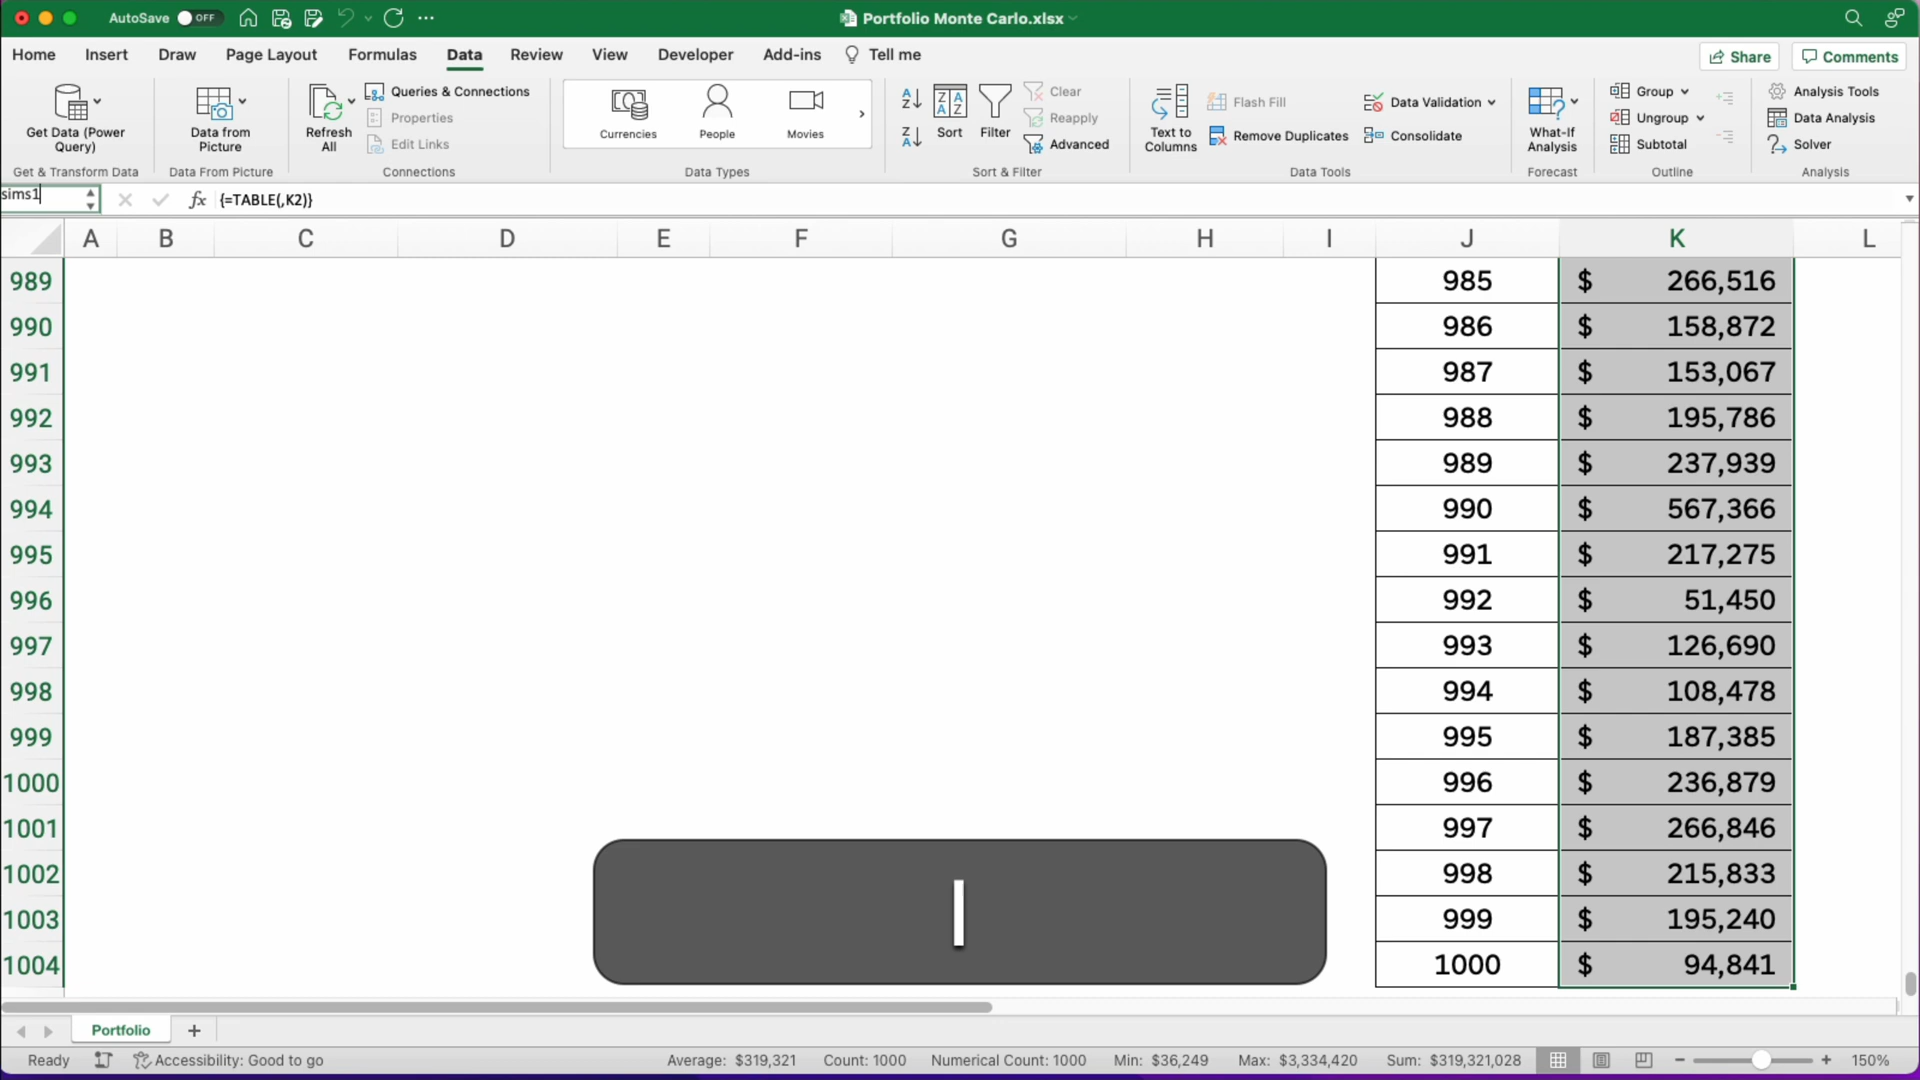 AutoSave OFF
Portfolio Monte Carlo.xlsx
Home Insert Draw Page Layout Formulas Data Review View Developer Add-ins Tell me
Share Comments
Get Data (Power Query)
Get & Transform Data
Data from Picture
Data From Picture
Refresh All
Queries & Connections
Properties
Edit Links
Connections
Currencies People Movies
Data Types
Sort Filter
Clear
Reapply
Advanced
Sort & Filter
Text to Columns
Flash Fill
Remove Duplicates
Data Validation
Consolidate
Data Tools
What-If Analysis
Forecast
Group
Ungroup
Subtotal
Outline
Analysis Tools
Data Analysis
Solver
Analysis
sims1 fx {=TABLE(,K2)}
A B C D E F G H I J K L
989 985 $ 266,516
990 986 $ 158,872
991 987 $ 153,067
992 988 $ 195,786
993 989 $ 237,939
994 990 $ 567,366
995 991 $ 217,275
996 992 $ 51,450
997 993 $ 126,690
998 994 $ 108,478
999 995 $ 187,385
1000 996 $ 236,879
1001 997 $ 266,846
1002 998 $ 215,833
1003 999 $ 195,240
1004 1000 $ 94,841
Portfolio +
Ready Accessibility: Good to go Average: $319,321 Count: 1000 Numerical Count: 1000 Min: $36,249 Max: $3,334,420 Sum: $319,321,028 150%